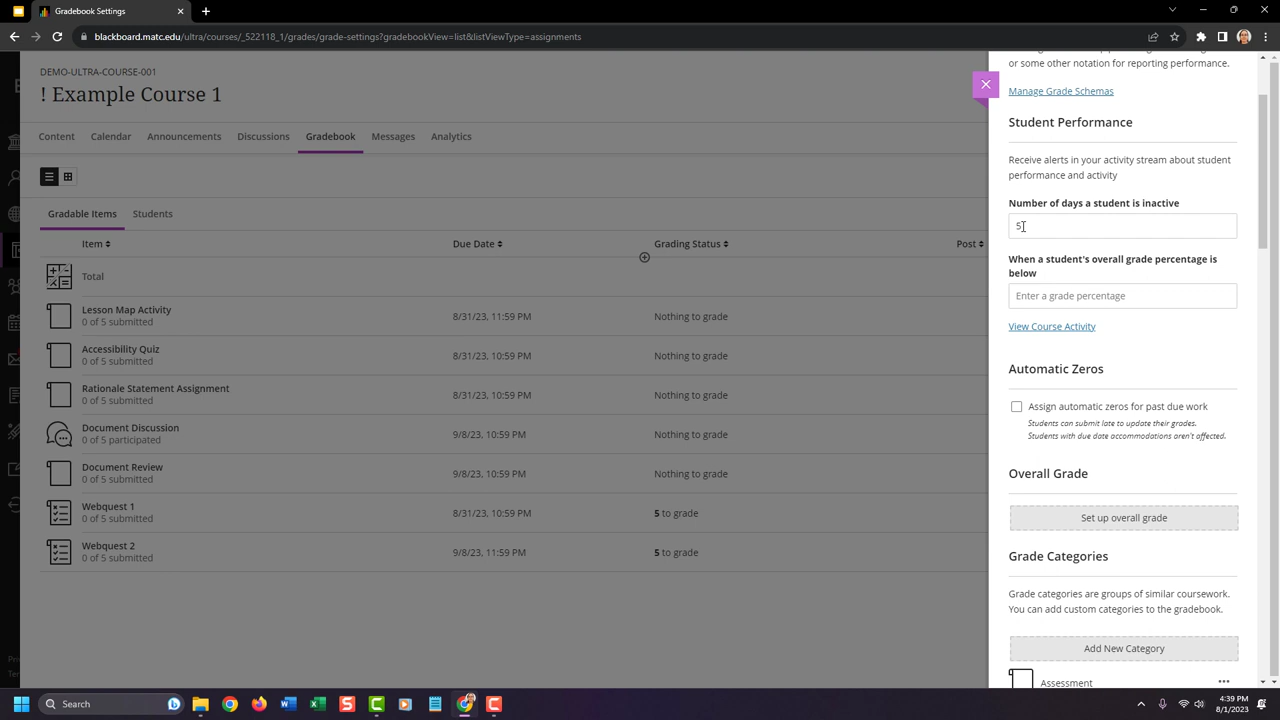 Gradebook Settings
blackboard.matc.edu/ultra/course/_522118_1/grades/grade-settings?gradebookView=list&listViewType=assignments
DEMO-ULTRA-COURSE-001
! Example Course 1
Content Calendar Announcements Discussions Gradebook Messages Analytics
Gradable Items Students
Item Due Date Grading Status Post
Total
Lesson Map Activity
0 of 5 submitted
8/31/23, 11:59 PM
Nothing to grade
Accessibility Quiz
0 of 5 submitted
8/31/23, 10:59 PM
Nothing to grade
Rationale Statement Assignment
0 of 5 submitted
8/31/23, 10:59 PM
Nothing to grade
Document Discussion
0 of 5 participated
9/8/23, 10:59 PM
Nothing to grade
Document Review
0 of 5 submitted
9/8/23, 10:59 PM
Nothing to grade
Webquest 1
0 of 5 submitted
8/31/23, 10:59 PM
5 to grade
Webquest 2
0 of 5 submitted
9/8/23, 11:59 PM
5 to grade
or some other notation for reporting performance.
Manage Grade Schemas
Student Performance
Receive alerts in your activity stream about student
performance and activity
Number of days a student is inactive
5
When a student's overall grade percentage is
below
Enter a grade percentage
View Course Activity
Automatic Zeros
Assign automatic zeros for past due work
Students can submit late to update their grades.
Students with due date accommodations aren't affected.
Overall Grade
Set up overall grade
Grade Categories
Grade categories are groups of similar coursework.
You can add custom categories to the gradebook.
Add New Category
Assessment
Search
4:39 PM
8/1/2023